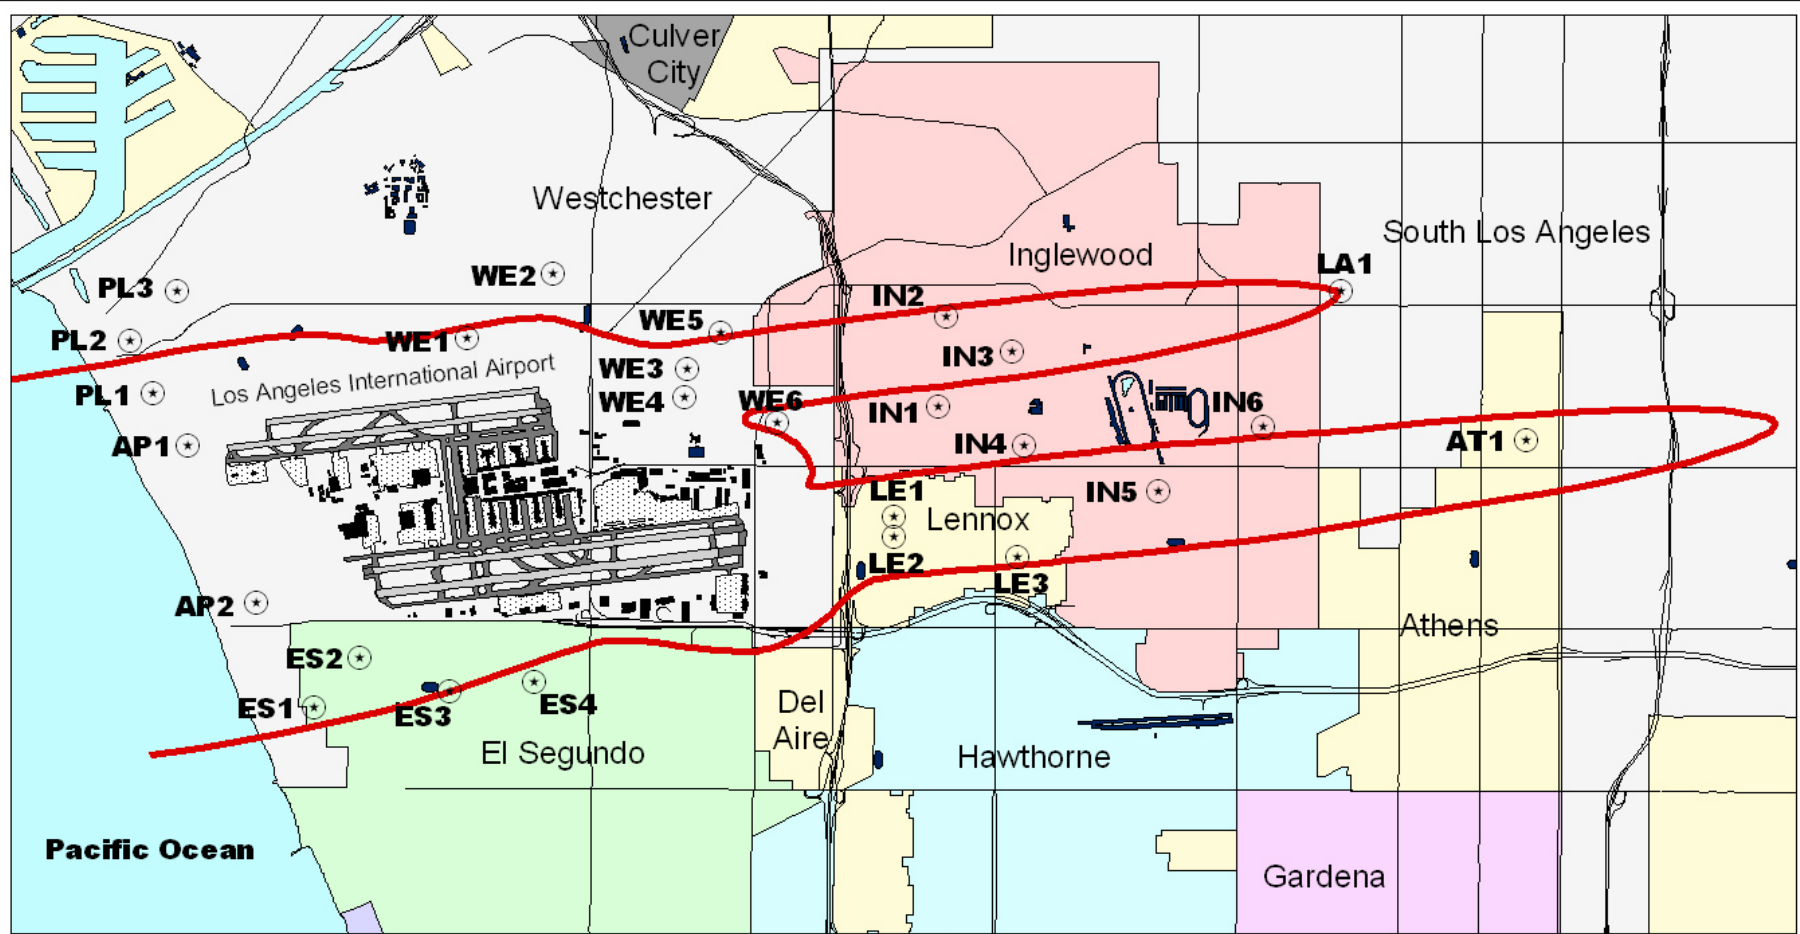 Culver
City
Westchester
South Los Angeles
Inglewood
LA1
WE2
PL3
IN2
WE5
PL2
WE1
IN3
WE3
Los Angeles International Airport
PL1
WE4
WE6
IN1
IN6
AP1
IN4
AT1
LE1
IN5
Lennox
LE2
LE3
AP2
Athens
ES2
ES1
ES3
ES4
Del
Aire
El Segundo
Hawthorne
Pacific Ocean
Gardena